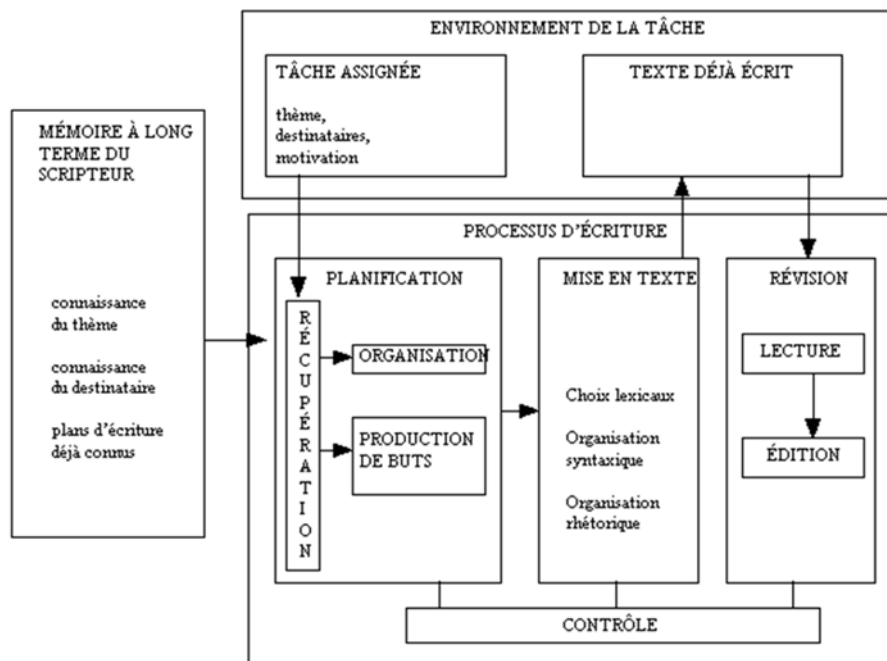 ENVIRONNEMENT DE LA TÂCHE
TÂCHE ASSIGNÉE
thème,
destinataires,
motivation
TEXTE DÉJÀ ÉCRIT
MÉMOIRE À LONG
TERME DU
SCRIPTEUR
connaissance
du thème
connaissance
du destinataire
plans d'écriture
déjà connus
PROCESSUS D'ÉCRITURE
PLANIFICATION
RÉCUPÉRATION
ORGANISATION
PRODUCTION
DE BUTS
MISE EN TEXTE
Choix lexicaux
Organisation
syntaxique
Organisation
rhétorique
RÉVISION
LECTURE
ÉDITION
CONTRÔLE